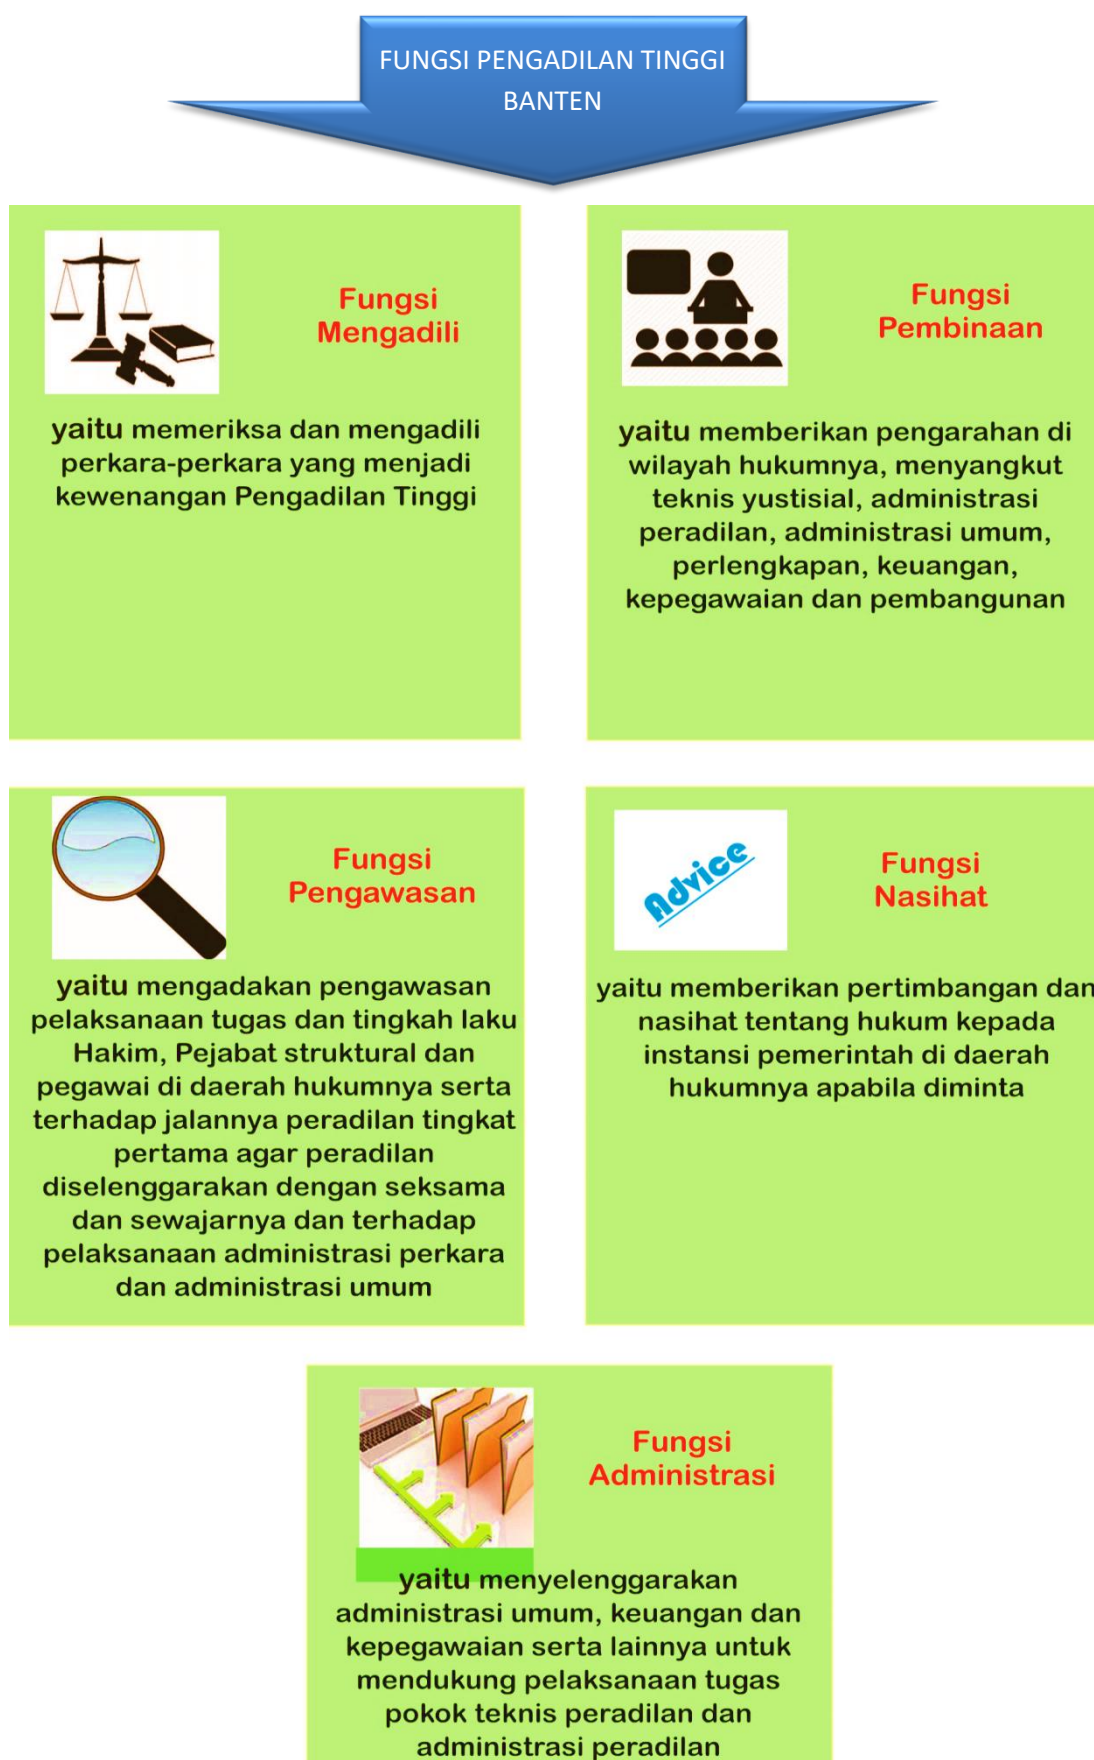 FUNGSI PENGADILAN TINGGI
BANTEN
Fungsi
Mengadili
yaitu memeriksa dan mengadili
perkara-perkara yang menjadi
kewenangan Pengadilan Tinggi
Fungsi
Pembinaan
yaitu memberikan pengarahan di
wilayah hukumnya, menyangkut
teknis yustisial, administrasi
peradilan, administrasi umum,
perlengkapan, keuangan,
kepegawaian dan pembangunan
Fungsi
Pengawasan
yaitu mengadakan pengawasan
pelaksanaan tugas dan tingkah laku
Hakim, Pejabat struktural dan
pegawai di daerah hukumnya serta
terhadap jalannya peradilan tingkat
pertama agar peradilan
diselenggarakan dengan seksama
dan sewajarnya dan terhadap
pelaksanaan administrasi perkara
dan administrasi umum
Advice
Fungsi
Nasihat
yaitu memberikan pertimbangan dan
nasihat tentang hukum kepada
instansi pemerintah di daerah
hukumnya apabila diminta
Fungsi
Administrasi
yaitu menyelenggarakan
administrasi umum, keuangan dan
kepegawaian serta lainnya untuk
mendukung pelaksanaan tugas
pokok teknis peradilan dan
administrasi peradilan